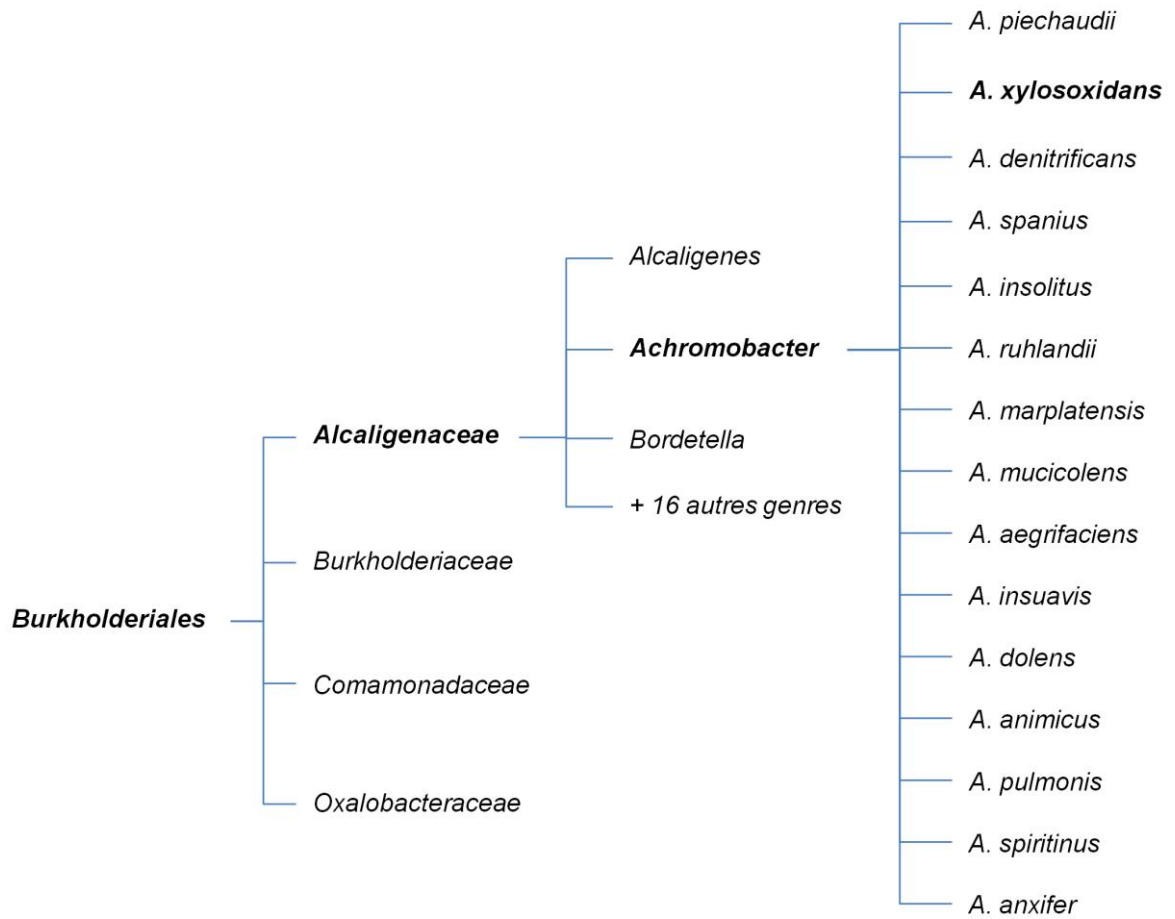 Burkholderiales
Alcaligenaceae
Burkholderiaceae
Comamonadaceae
Oxalobacteraceae
Alcaligenes
Achromobacter
Bordetella
+ 16 autres genres
A. piechaudii
A. xylosoxidans
A. denitrificans
A. spanius
A. insolitus
A. ruhlandii
A. marplatensis
A. mucicolens
A. aegrifaciens
A. insuavis
A. dolens
A. animicus
A. pulmonis
A. spiritinus
A. anxifer